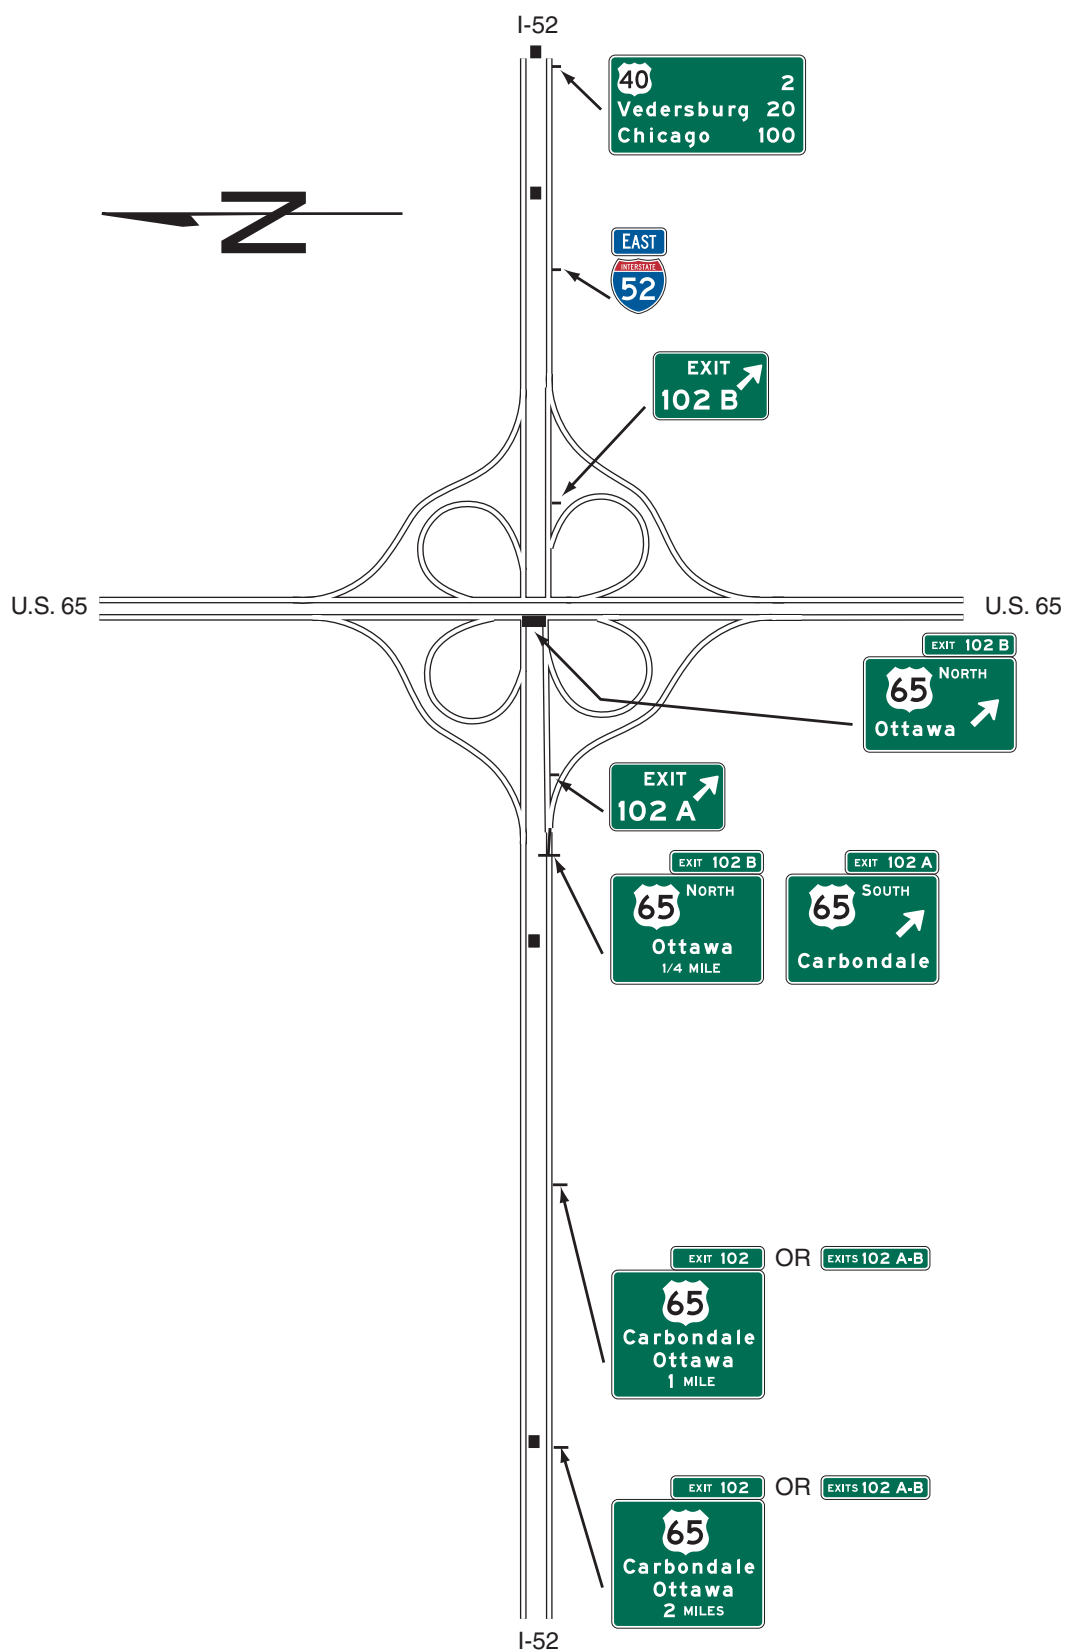 I-52
40 2
Vedersburg 20
Chicago 100
N
EAST
INTERSTATE
52
EXIT
102 B
U.S. 65
U.S. 65
EXIT 102 B
65 NORTH
Ottawa
EXIT
102 A
EXIT 102 B
65 NORTH
Ottawa
1/4 MILE
EXIT 102 A
65 SOUTH
Carbondale
EXIT 102 OR EXITS 102 A-B
65
Carbondale
Ottawa
1 MILE
EXIT 102 OR EXITS 102 A-B
65
Carbondale
Ottawa
2 MILES
I-52